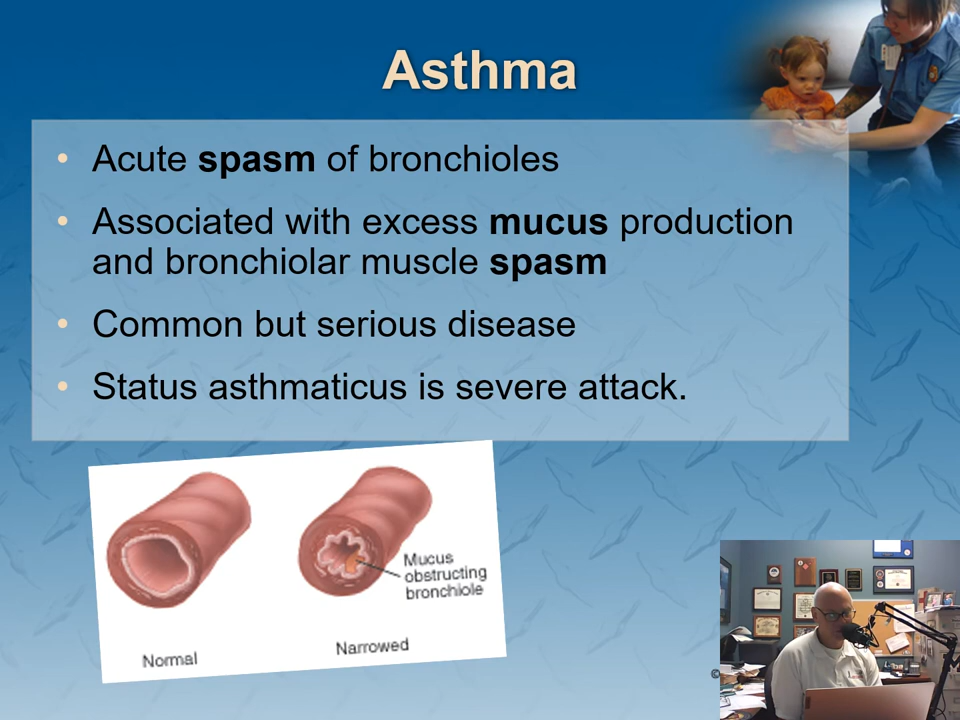 Asthma
• Acute spasm of bronchioles
• Associated with excess mucus production
and bronchiolar muscle spasm
• Common but serious disease
• Status asthmaticus is severe attack.
Mucus
obstructing
bronchiole
Normal
Narrowed